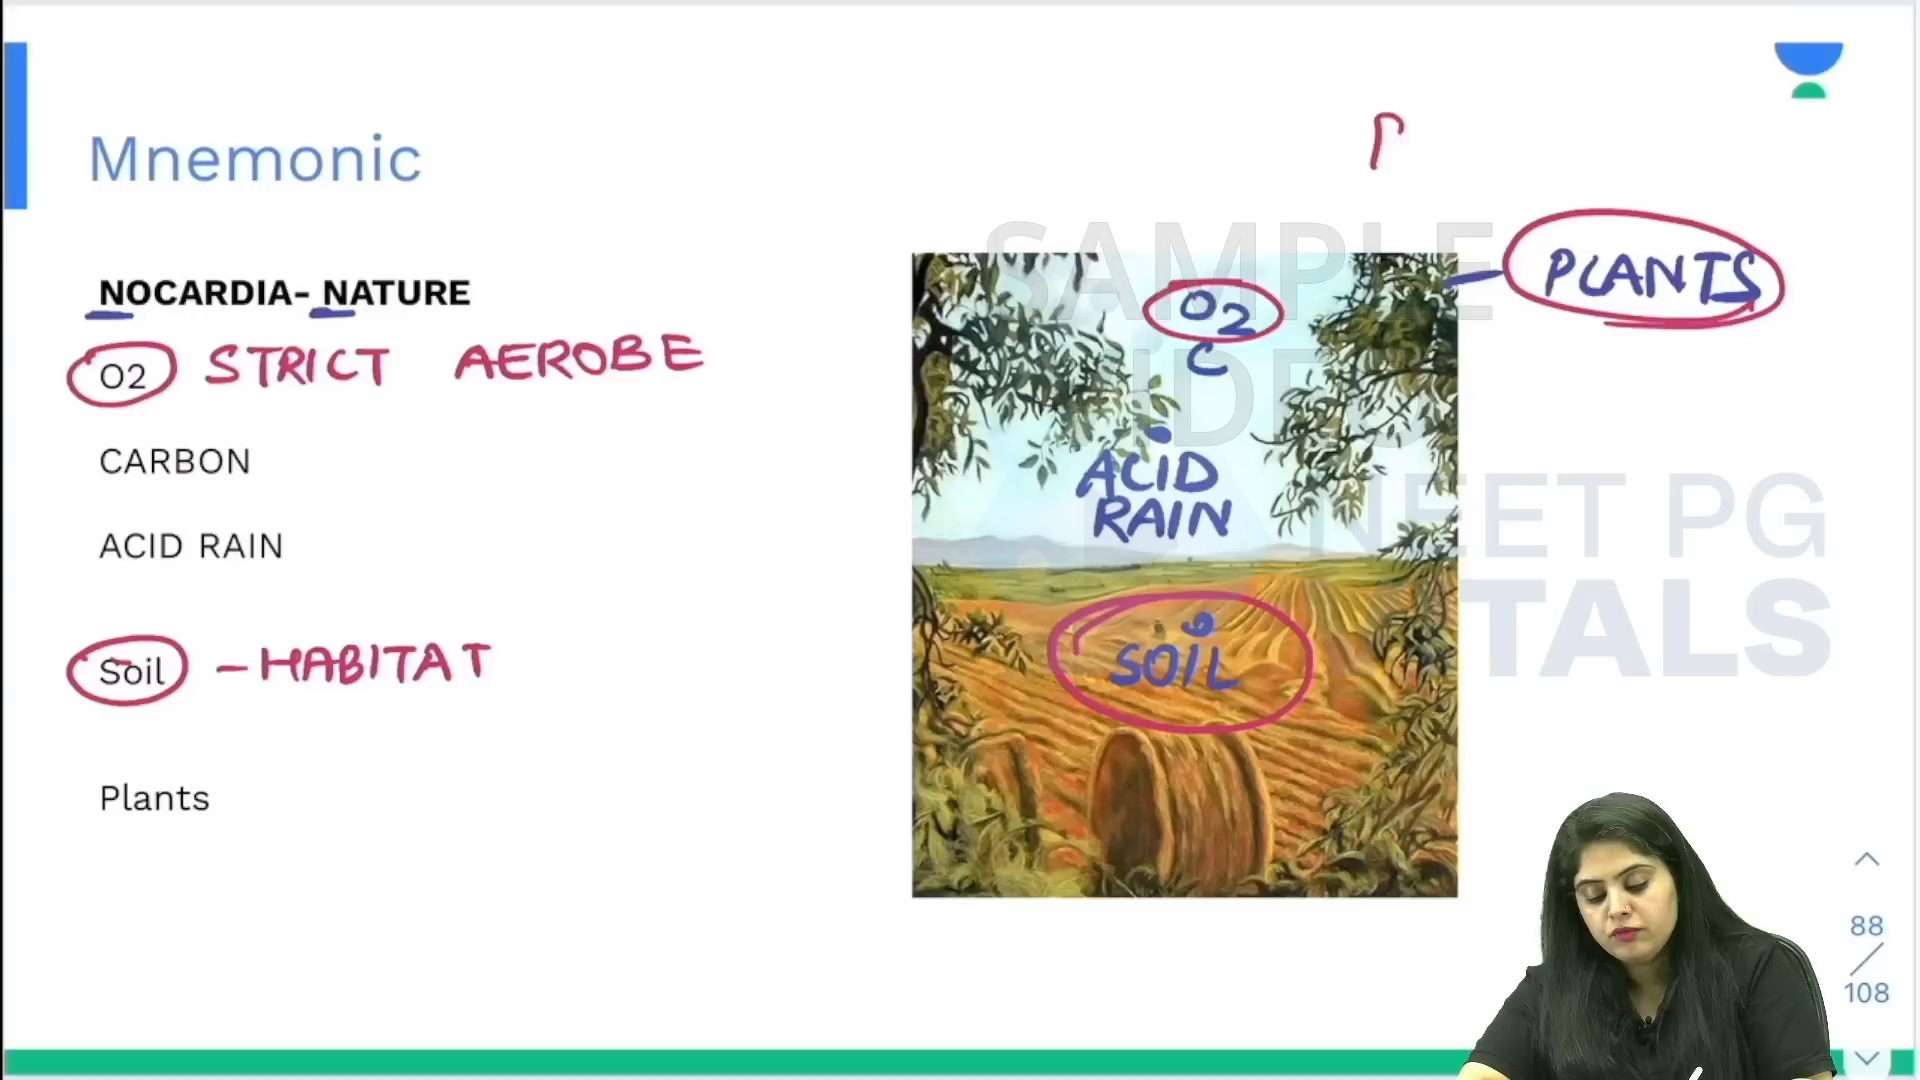 Mnemonic
NOCARDIA- NATURE
O2 STRICT AEROBE
CARBON
ACID RAIN
Soil - HABITAT
Plants
PLANTS
O2
C
ACID
RAIN
SOIL
SAMPLE
NEET PG
TALS
88
108